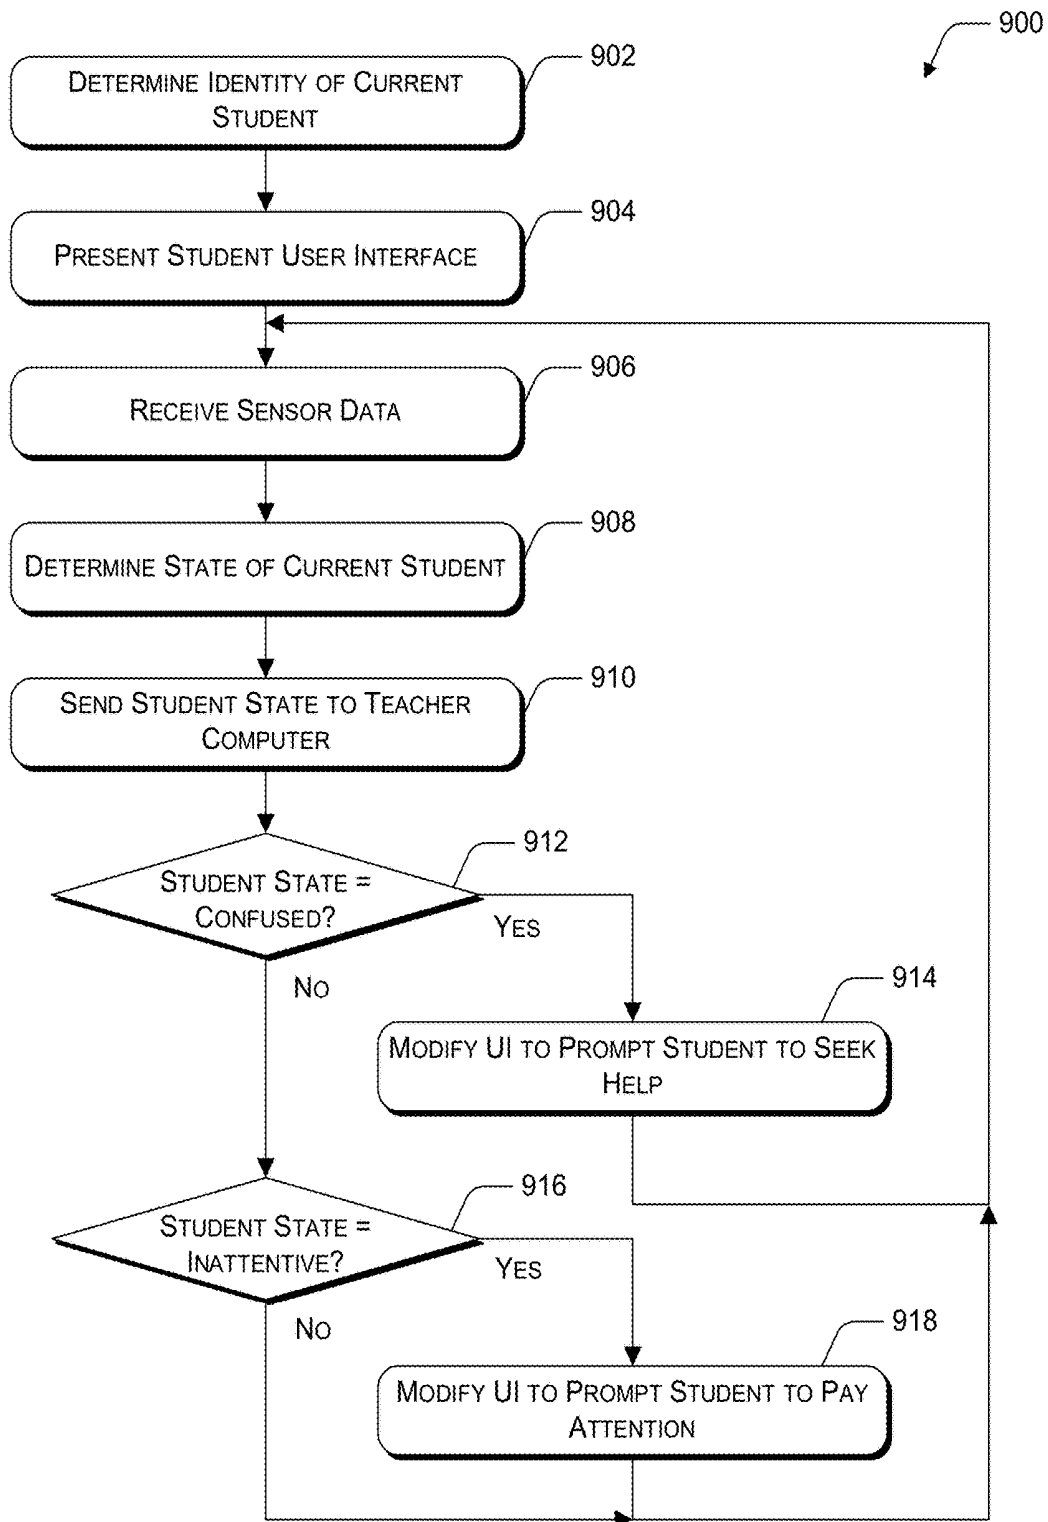 900
902
DETERMINE IDENTITY OF CURRENT
STUDENT
904
PRESENT STUDENT USER INTERFACE
906
RECEIVE SENSOR DATA
908
DETERMINE STATE OF CURRENT STUDENT
910
SEND STUDENT STATE TO TEACHER
COMPUTER
912
STUDENT STATE =
CONFUSED?
YES
NO
914
MODIFY UI TO PROMPT STUDENT TO SEEK
HELP
916
STUDENT STATE =
INATTENTIVE?
YES
NO
918
MODIFY UI TO PROMPT STUDENT TO PAY
ATTENTION